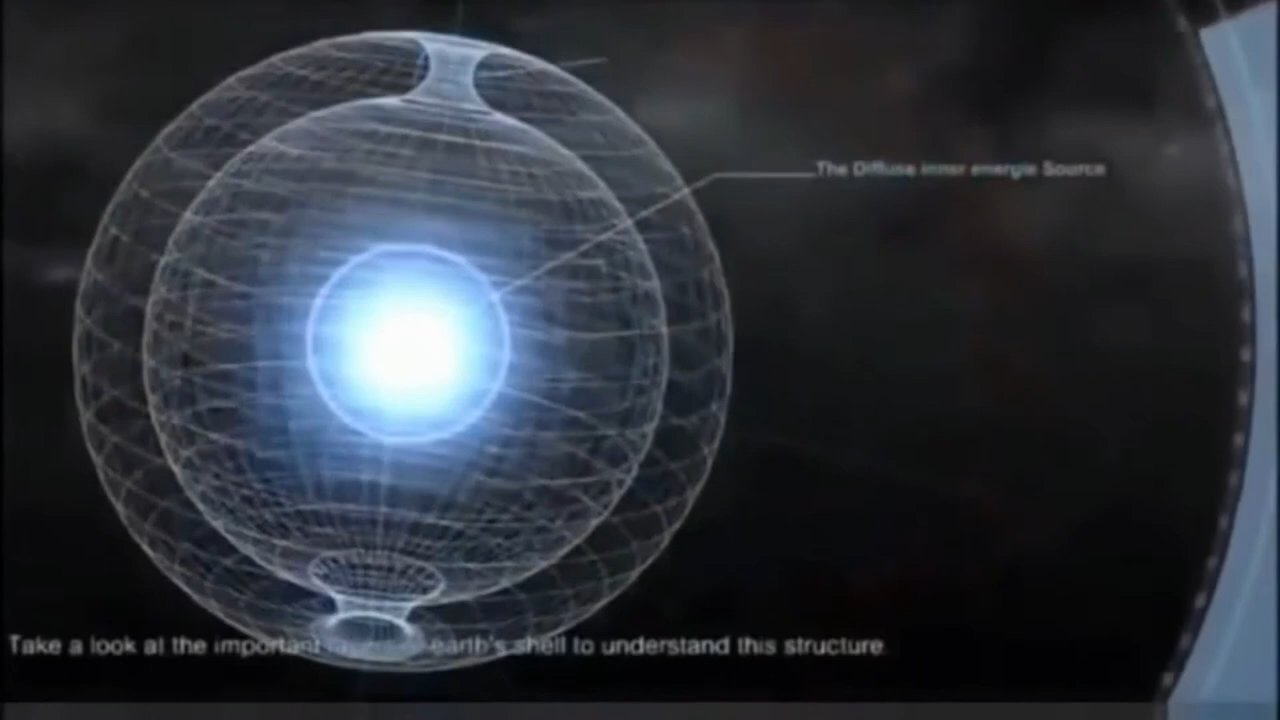 The Diffuse inner energie Source
Take a look at the important earth's shell to understand this structure.